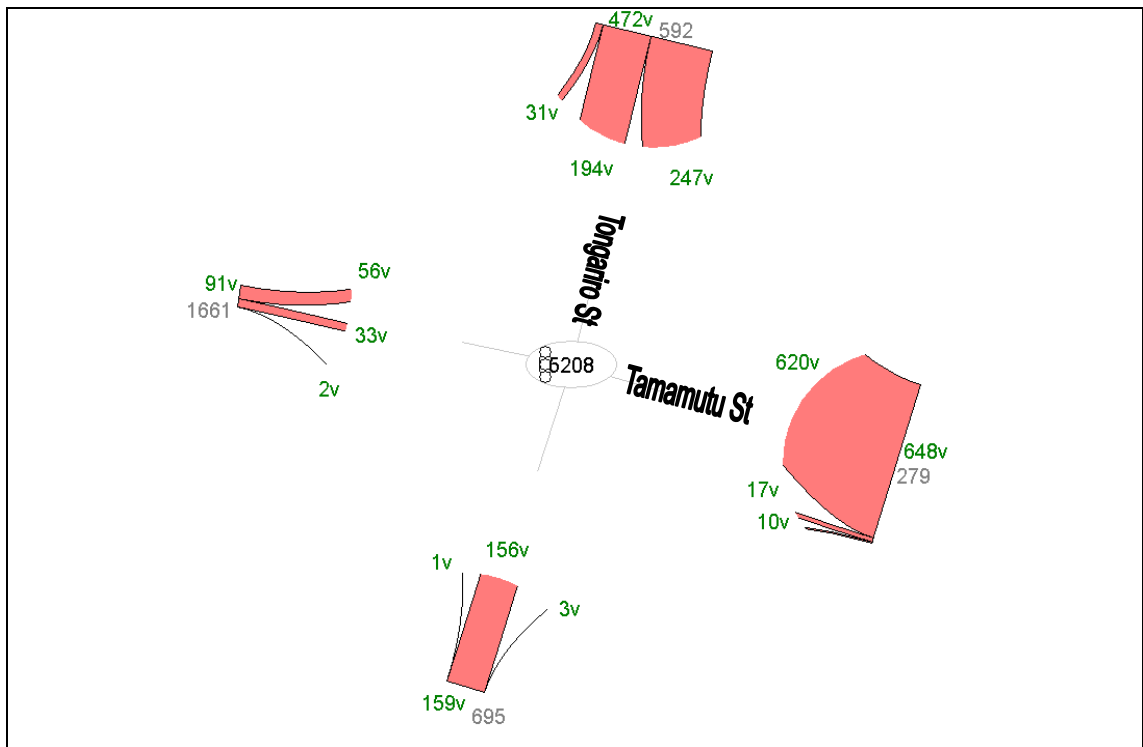 472v
592
31v
194v
247v
Tongariro St
91v
1661
56v
33v
2v
6208
Tamamutu St
620v
648v
279
17v
10v
156v
1v
3v
159v
695